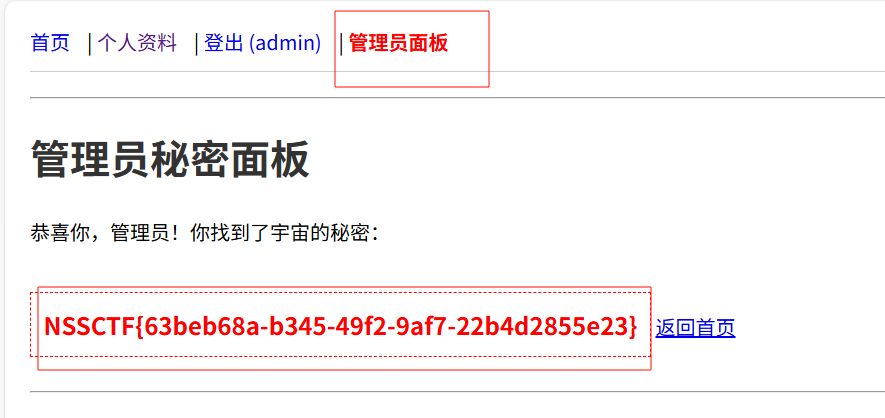 首页 | 个人资料 | 登出 (admin) | 管理员面板
管理员秘密面板
恭喜你，管理员！你找到了宇宙的秘密：
NSSCTF{63beb68a-b345-49f2-9af7-22b4d2855e23} 返回首页